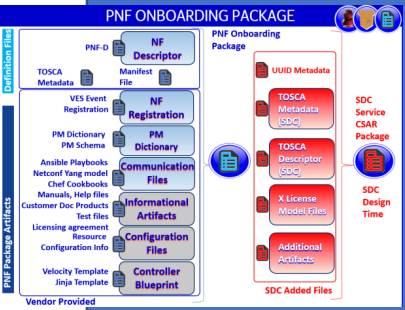 PNF ONBOARDING PACKAGE
Definition Files
PNF-D
NF
Descriptor
TOSCA
Metadata
Manifest
File
PNF Package Artifacts
VES Event
Registration
NF
Registration
PM Dictionary
PM Schema
PM
Dictionary
Ansible Playbooks
Netconf Yang model
Chef Cookbooks
Communication
Files
Manuals, Help files
Customer Doc Products
Test files
Informational
Artifacts
Licensing agreement
Resource
Configuration Info
Configuration
Files
Velocity Template
Jinja Template
Controller
Blueprint
Vendor Provided
PNF Onboarding
Package
UUID Metadata
TOSCA
Metadata
(SDC)
TOSCA
Descriptor
(SDC)
X License
Model Files
Additional
Artifacts
SDC Added Files
SDC
Service
CSAR
Package
SDC
Design
Time